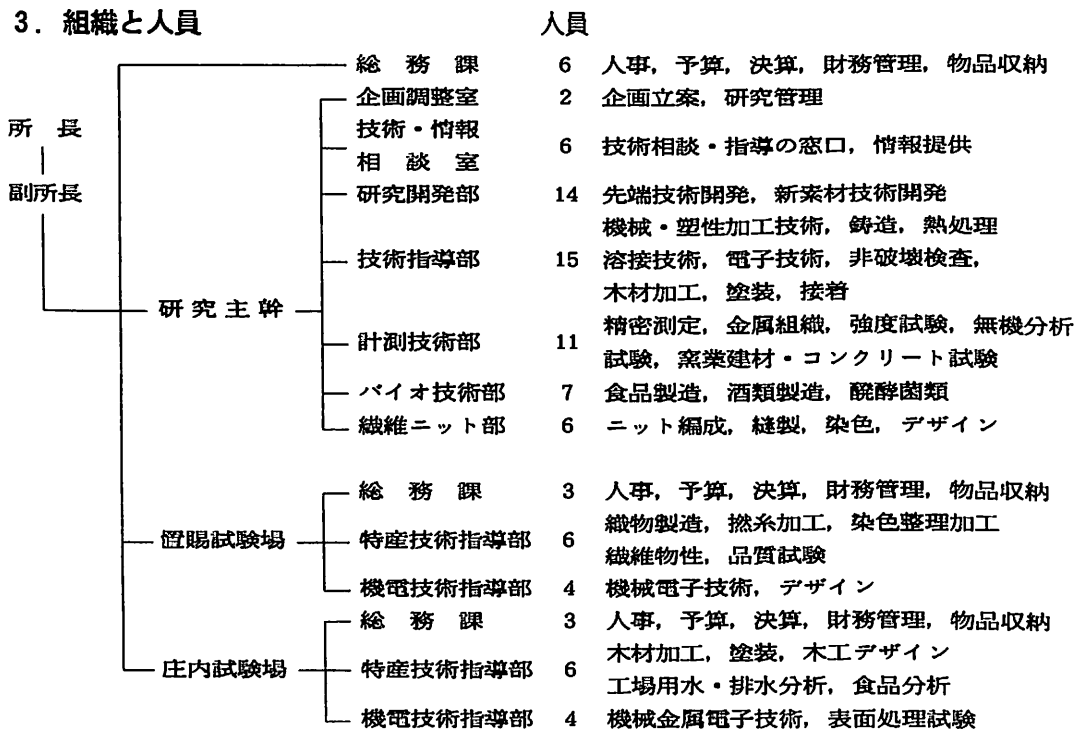 3. 組織と人員
人員
総務課 6 人事，予算，決算，財務管理，物品収納
企画調整室 2 企画立案，研究管理
所長
技術・情報
相談室 6 技術相談・指導の窓口，情報提供
副所長
研究開発部 14 先端技術開発，新素材技術開発
機械・塑性加工技術，鋳造，熱処理
技術指導部 15 溶接技術，電子技術，非破壊検査，
木材加工，塗装，接着
研究主幹
精密測定，金属組織，強度試験，無機分析
計測技術部 11
試験，窯業建材・コンクリート試験
バイオ技術部 7 食品製造，酒類製造，醗酵菌類
繊維ニット部 6 ニット編成，縫製，染色，デザイン
総務課 3 人事，予算，決算，財務管理，物品収納
織物製造，撚糸加工，染色整理加工
置賜試験場 特産技術指導部 6
繊維物性，品質試験
機電技術指導部 4 機械電子技術，デザイン
総務課 3 人事，予算，決算，財務管理，物品収納
木材加工，塗装，木工デザイン
庄内試験場 特産技術指導部 6
工場用水・排水分析，食品分析
機電技術指導部 4 機械金属電子技術，表面処理試験